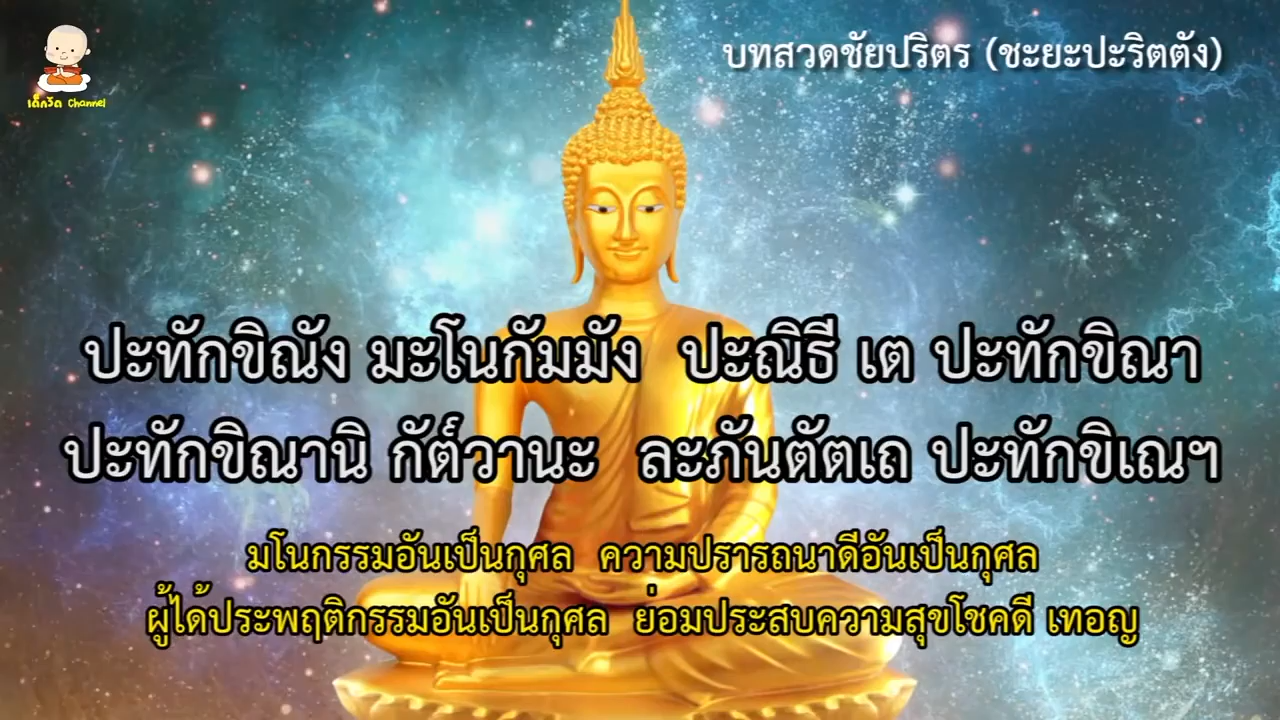 เด็กวัด Channel
บทสวดชัยปริตร (ชะยะปะริตตัง)
ปะทักขิณัง มะโนกัมมัง ปะณิธี เต ปะทักขิณา
ปะทักขิณานิ กัต๎วานะ ละภันตัตเถ ปะทักขิเณฯ
มโนกรรมอันเป็นกุศล ความปรารถนาดีอันเป็นกุศล
ผู้ได้ประพฤติกรรมอันเป็นกุศล ย่อมประสบความสุขโชคดี เทอญ